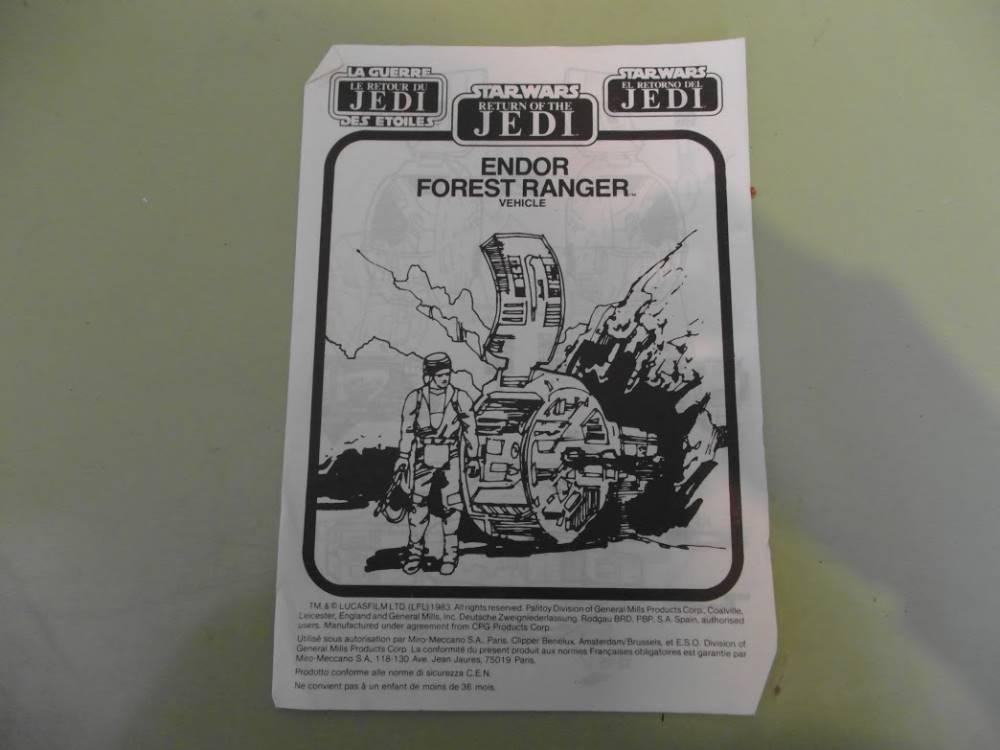 LA GUERRE
LE RETOUR DU
JEDI
DES ETOILES
STAR WARS
RETURN OF THE
JEDI
STAR WARS
EL RETORNO DEL
JEDI
ENDOR
FOREST RANGER™
VEHICLE
TM. & © LUCASFILM LTD. (LFL) 1983. All rights reserved. Palitoy Division of General Mills Products Corp., Coalville,
Leicester, England and General Mills, Inc. Deutsche Zweigniederlassung. Rodgau BRD, PBP, S.A. Spain, authorised
users. Manufactured under agreement from CPG Products Corp.
Utilisé sous autorisation par Miro-Meccano S.A., Paris, Clipper Benelux, Amsterdam/Brussels, et E.S.O. Division of
General Mills Products Corp. La conformité du present produit aux normes Françaises obligatoires est garantie par
Miro-Meccano S.A, 118-130 Ave. Jean Jaures, 75019 Paris.
Prodotto conforme alle norme di sicurezza C.E.N.
Ne convient pas à un enfant de moins de 36 mois.